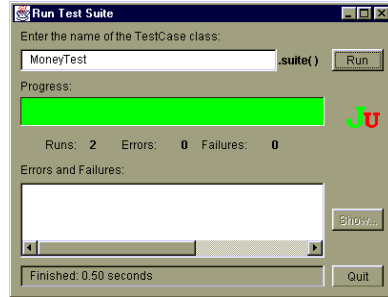 Run Test Suite
Enter the name of the TestCase class:
MoneyTest .suite() Run
Progress:
JU
Runs: 2 Errors: 0 Failures: 0
Errors and Failures:
Show...
Finished: 0.50 seconds Quit